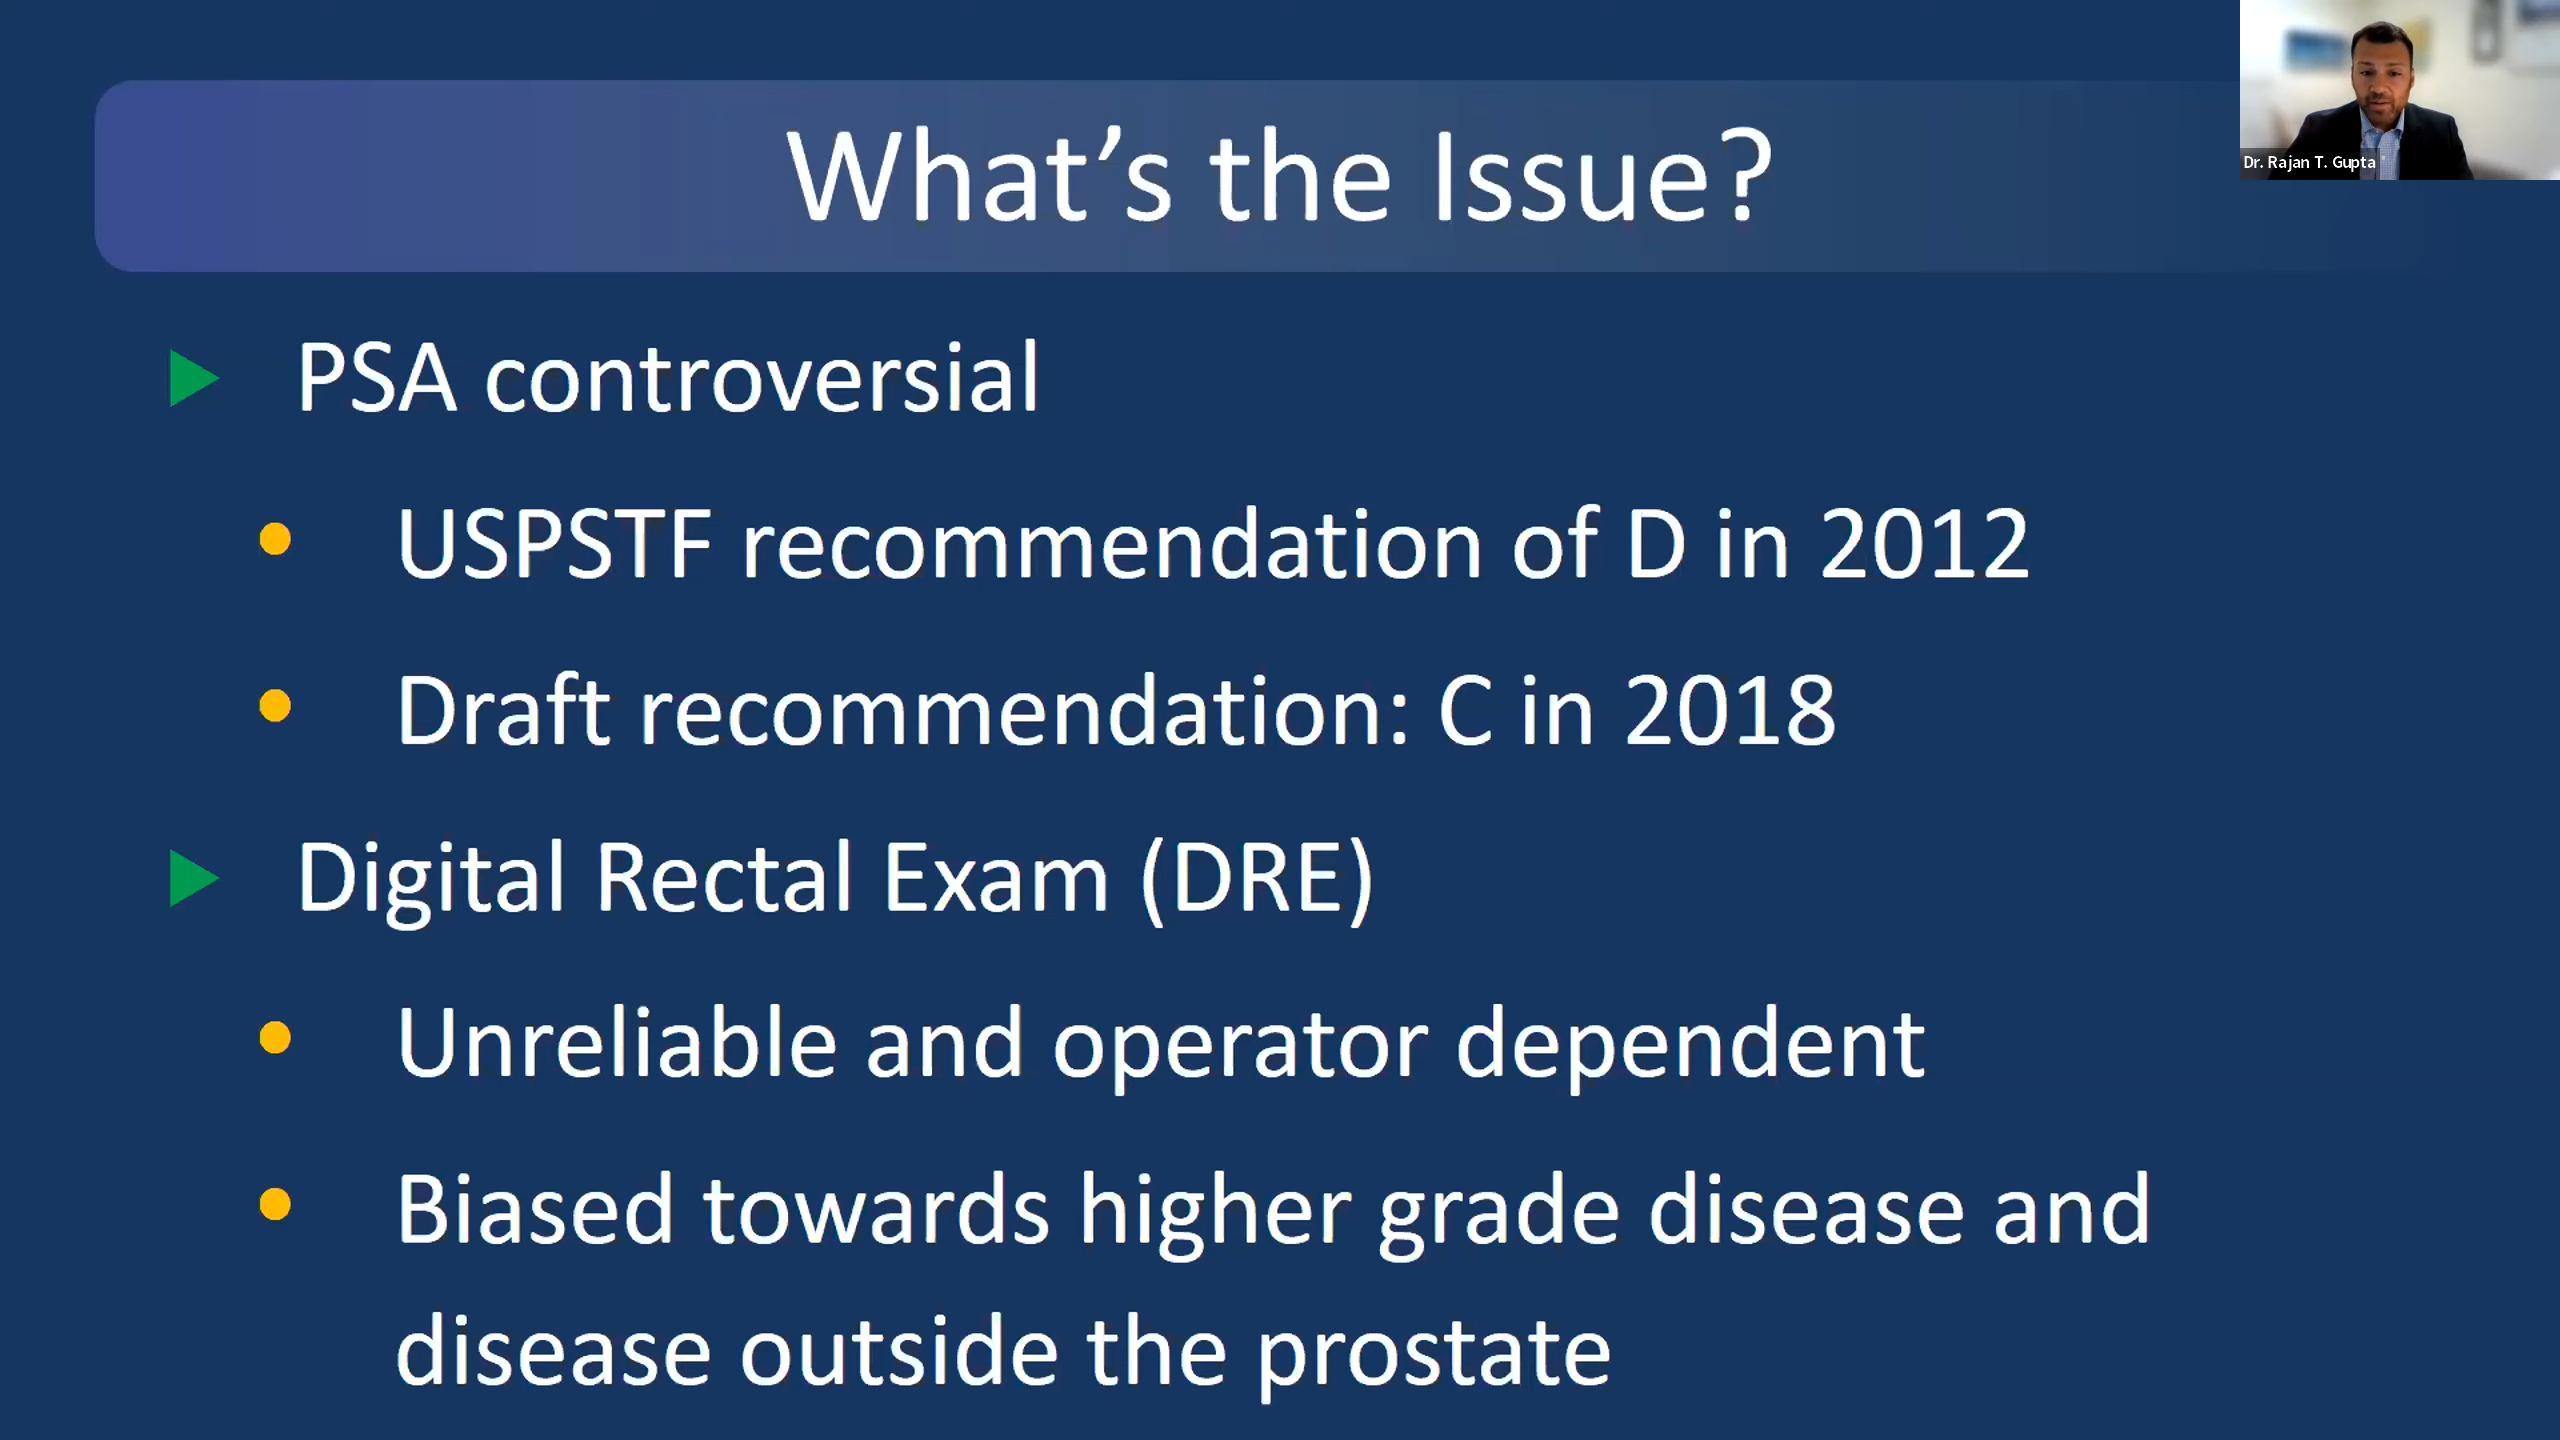 What’s the Issue?
Dr. Rajan T. Gupta
PSA controversial
USPSTF recommendation of D in 2012
Draft recommendation: C in 2018
Digital Rectal Exam (DRE)
Unreliable and operator dependent
Biased towards higher grade disease and
disease outside the prostate